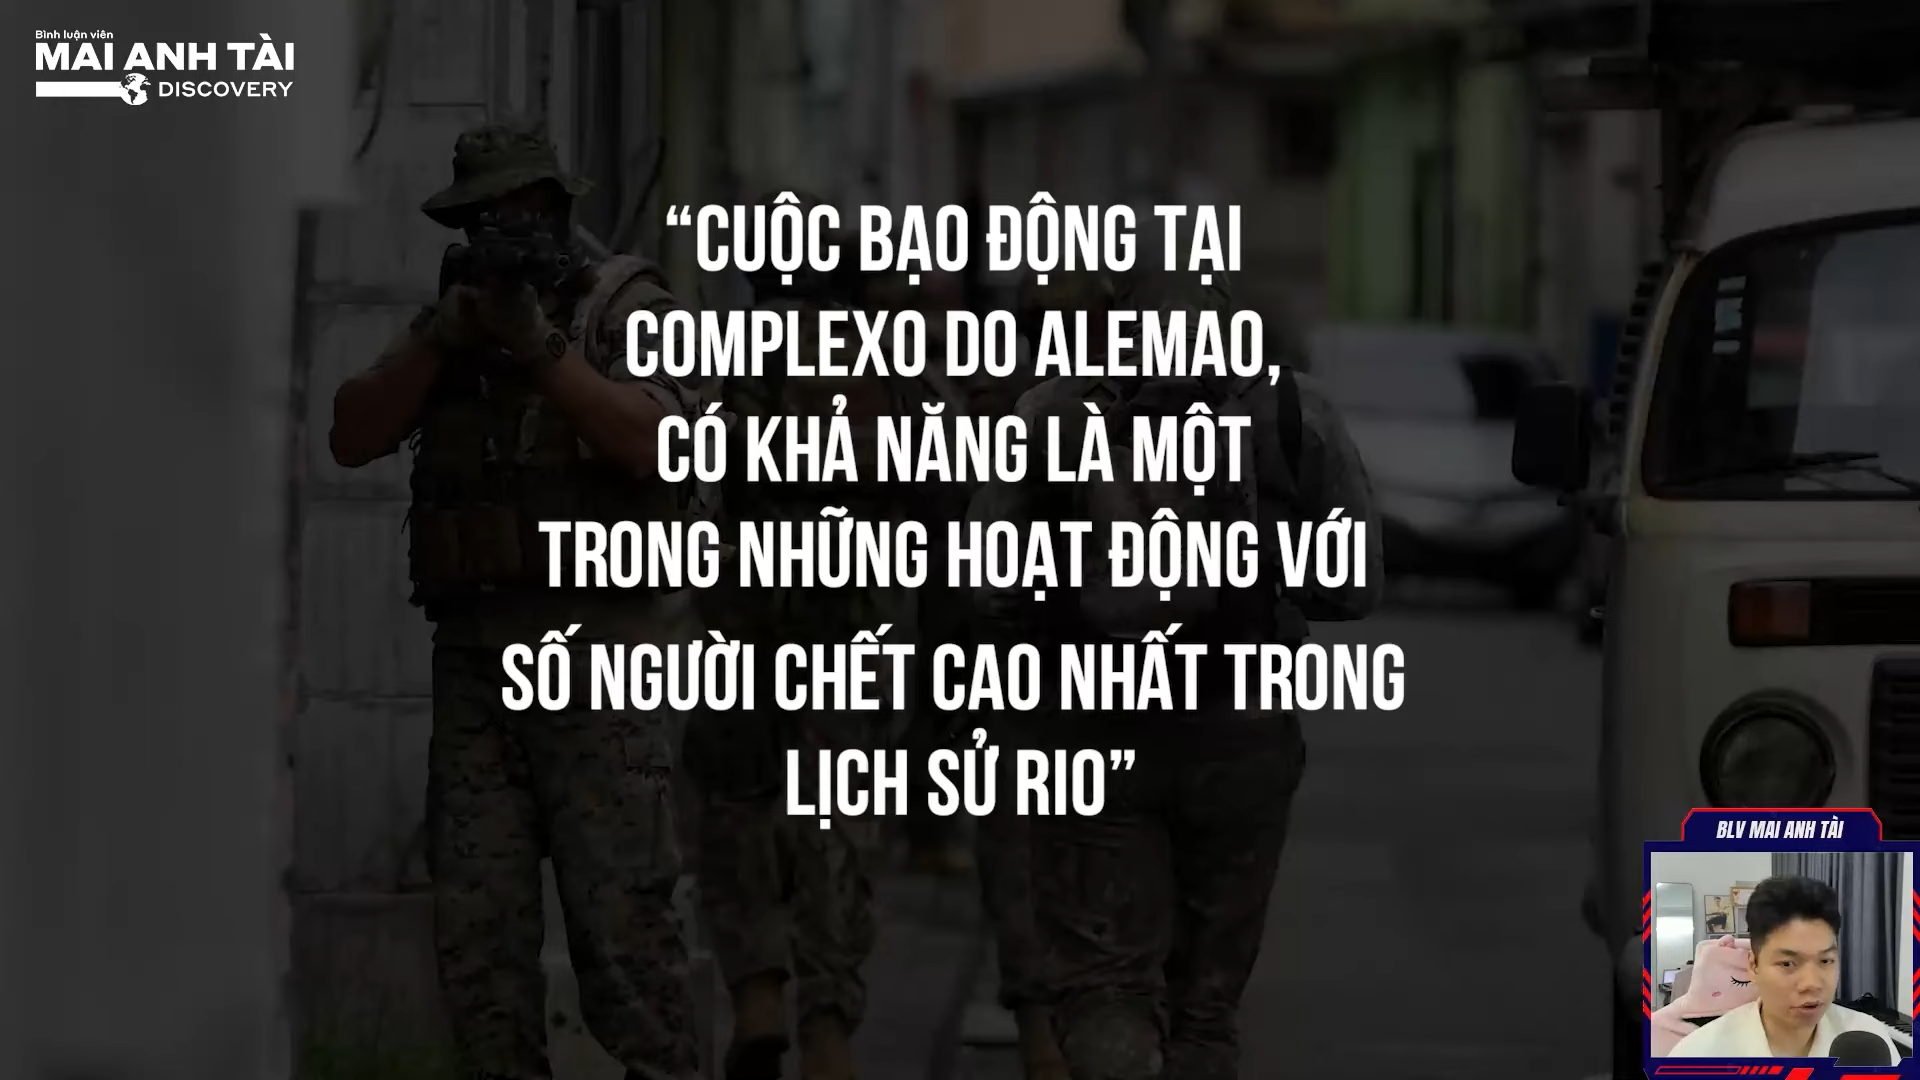 Bình luận viên
MAI ANH TÀI
DISCOVERY
“CUỘC BẠO ĐỘNG TẠI
COMPLEXO DO ALEMAO,
CÓ KHẢ NĂNG LÀ MỘT
TRONG NHỮNG HOẠT ĐỘNG VỚI
SỐ NGƯỜI CHẾT CAO NHẤT TRONG
LỊCH SỬ RIO”
BLV MAI ANH TÀI